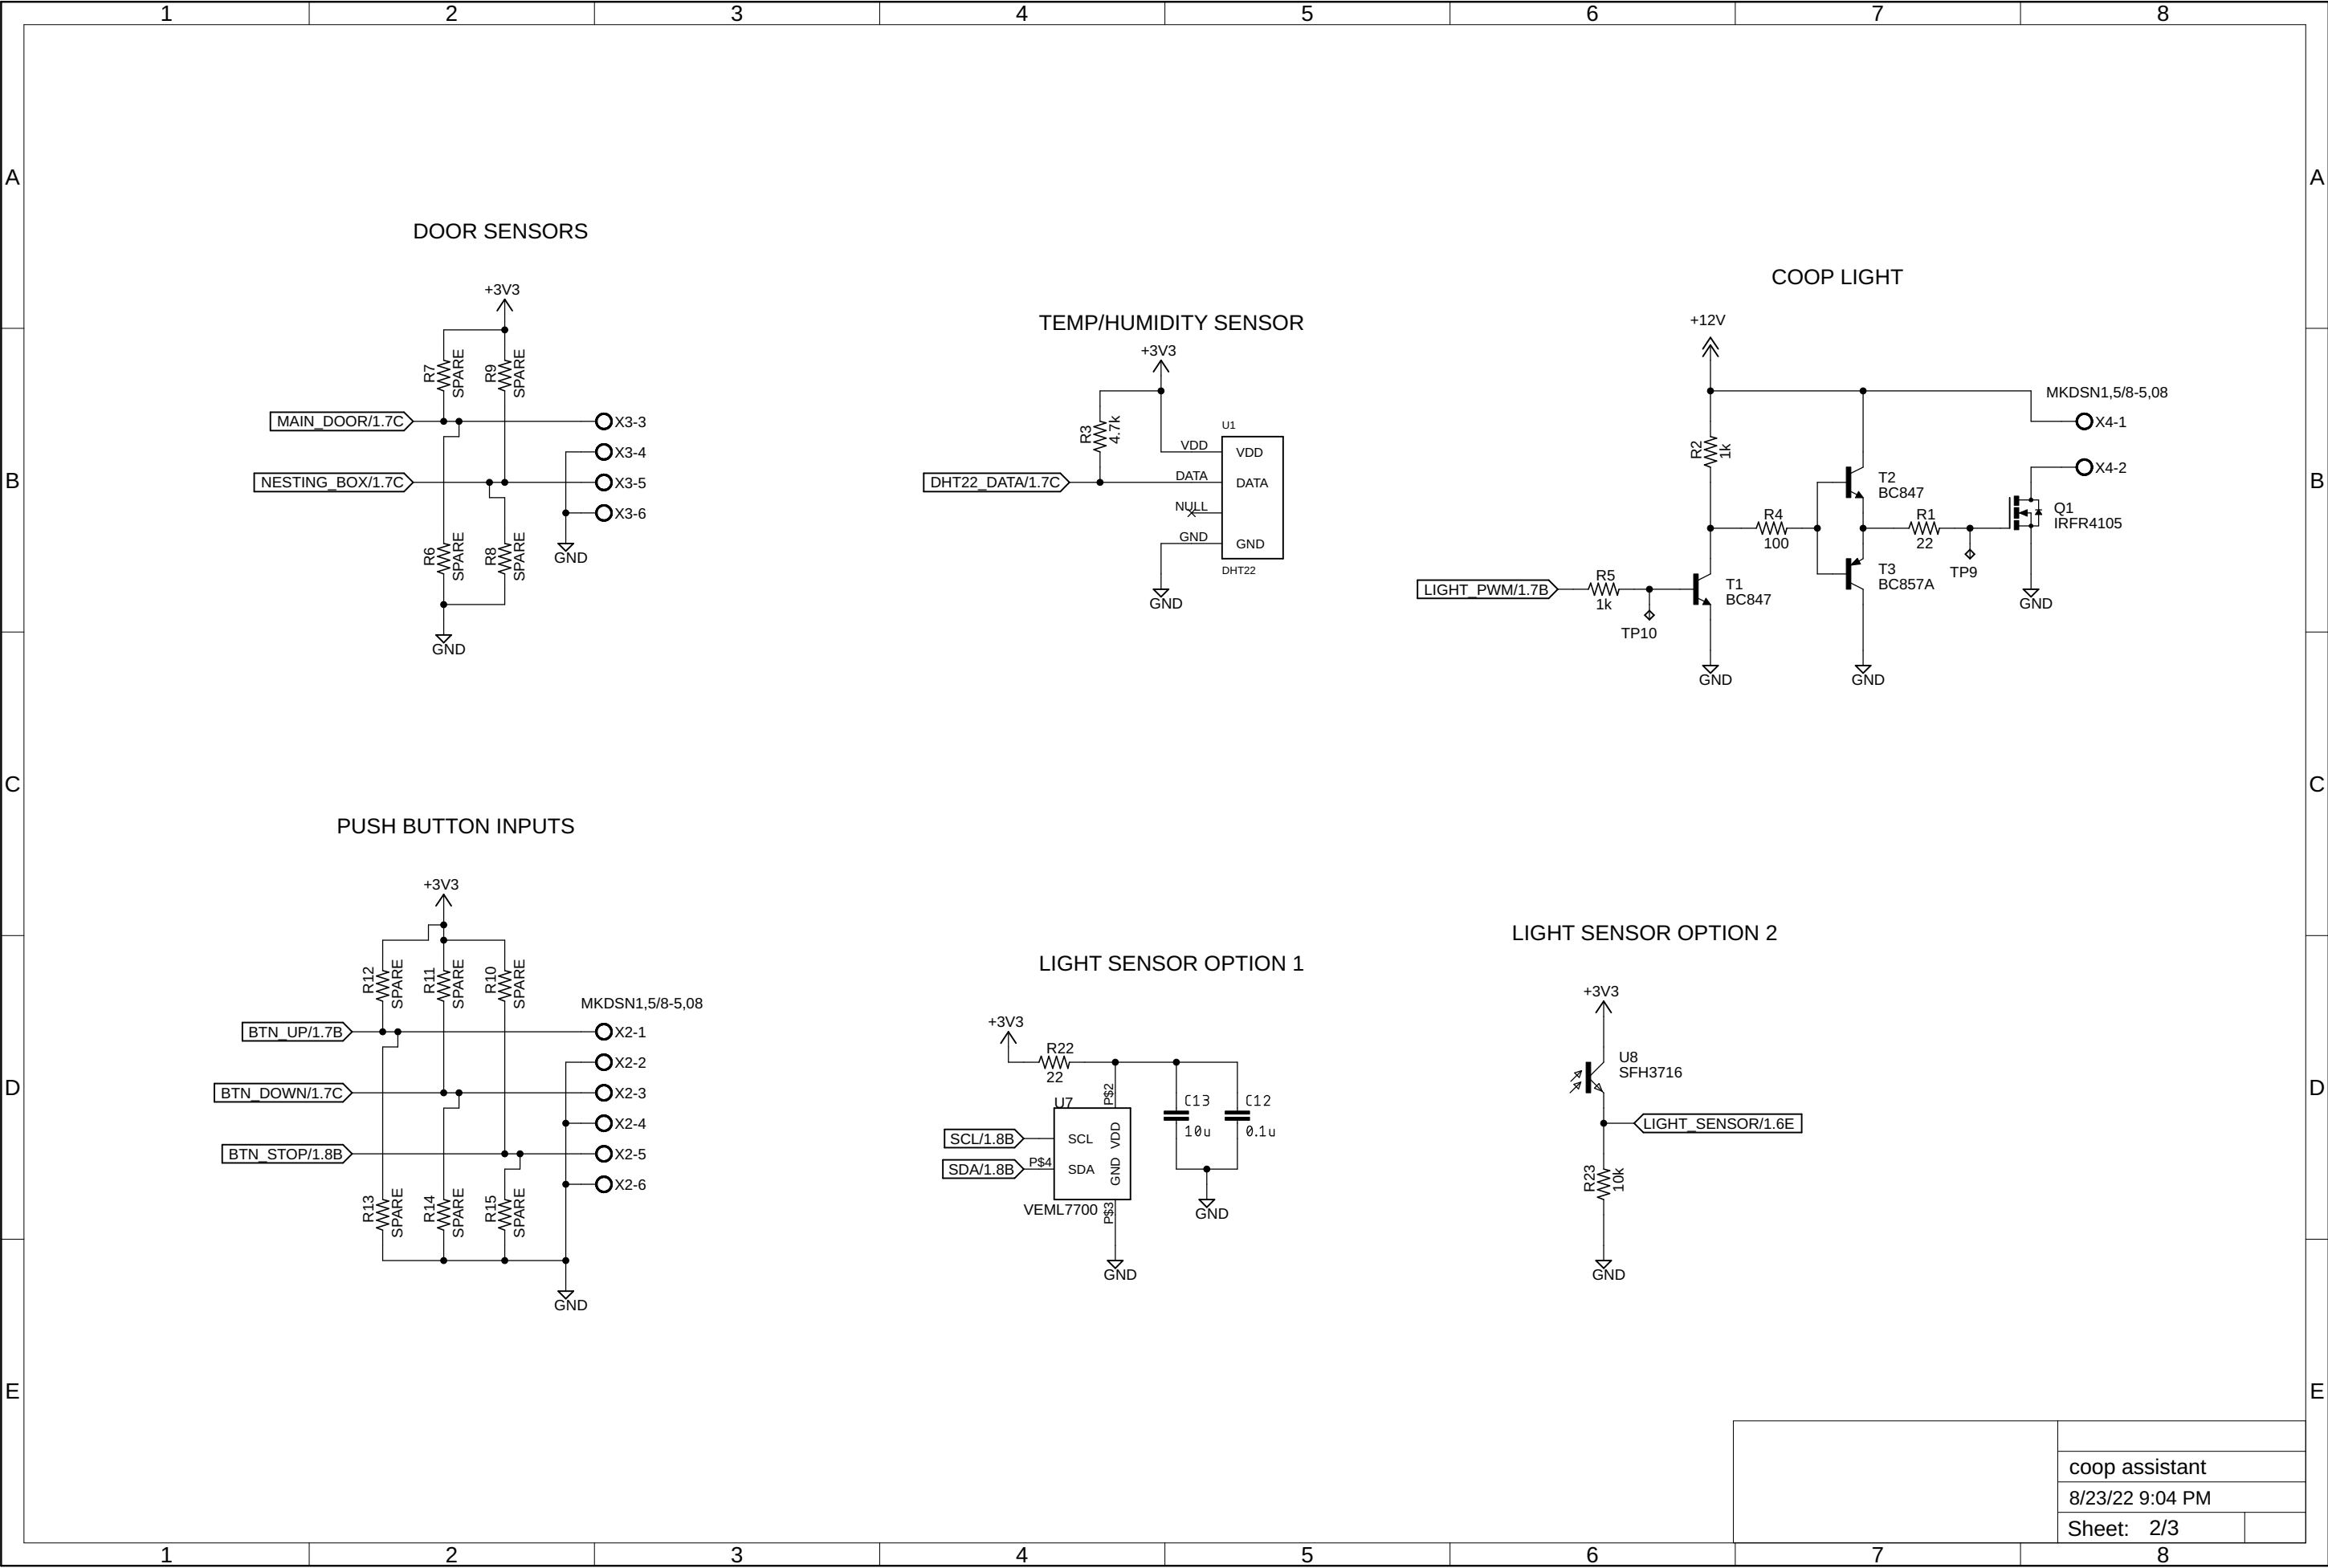 1 2 3 4 5 6 7 8
A A
B B
C C
D D
E E
DOOR SENSORS
+3V3
R7
SPARE
R9
SPARE
MAIN_DOOR/1.7C
X3-3
X3-4
NESTING_BOX/1.7C
X3-5
X3-6
R6
SPARE
R8
SPARE
GND
GND
TEMP/HUMIDITY SENSOR
+3V3
R3
4.7k
U1
VDD VDD
DHT22_DATA/1.7C
DATA DATA
NULL
GND GND
DHT22
GND
COOP LIGHT
+12V
MKDSN1,5/8-5,08
X4-1
R2
1k
X4-2
T2
BC847
Q1
IRFR4105
R4
100
R1
22
TP9
T3
BC857A
LIGHT_PWM/1.7B
R5
1k
TP10
T1
BC847
GND
GND
GND
PUSH BUTTON INPUTS
+3V3
R12
SPARE
R11
SPARE
R10
SPARE
MKDSN1,5/8-5,08
BTN_UP/1.7B
X2-1
X2-2
BTN_DOWN/1.7C
X2-3
X2-4
BTN_STOP/1.8B
X2-5
X2-6
R13
SPARE
R14
SPARE
R15
SPARE
GND
LIGHT SENSOR OPTION 1
+3V3
R22
22
P$2
U7
C13
10u
C12
0.1u
SCL/1.8B
SCL
VDD
SDA/1.8B
P$4
SDA
GND
VEML7700
P$3
GND
GND
LIGHT SENSOR OPTION 2
+3V3
U8
SFH3716
LIGHT_SENSOR/1.6E
R23
10k
GND
coop assistant
8/23/22 9:04 PM
Sheet: 2/3
1 2 3 4 5 6 7 8